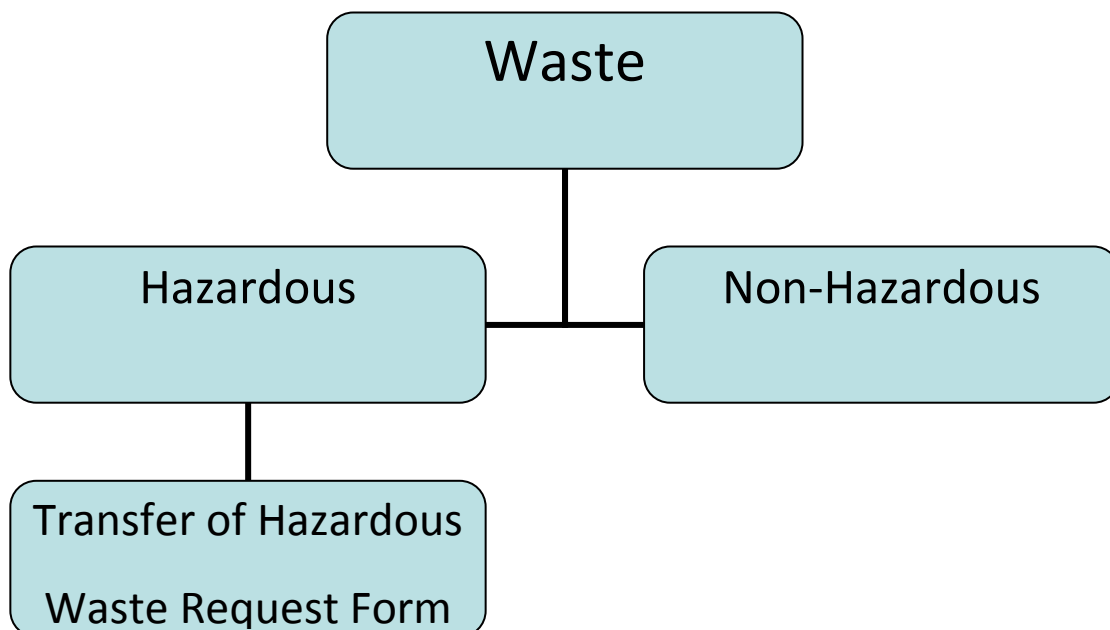 Waste
Hazardous
Non-Hazardous
Transfer of Hazardous
Waste Request Form